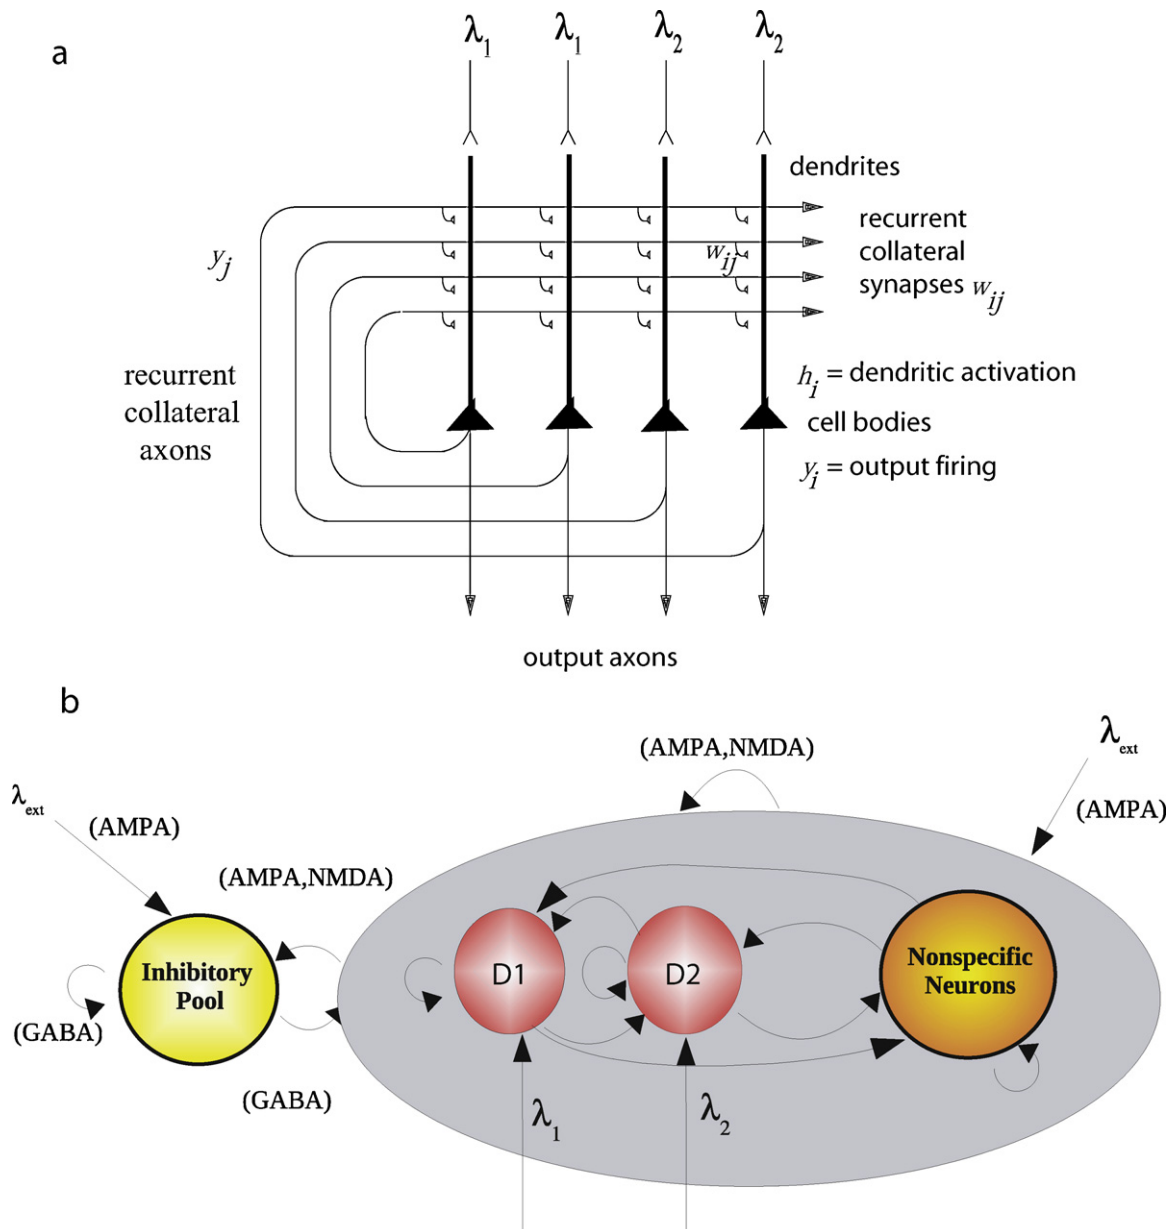 a
λ1 λ1 λ2 λ2
dendrites
recurrent
collateral
synapses wij
yj
wij
recurrent
collateral
axons
hi = dendritic activation
cell bodies
yi = output firing
output axons
b
(AMPA,NMDA)
λext
λext
(AMPA)
(AMPA)
(AMPA,NMDA)
Inhibitory
Pool
D1
D2
Nonspecific
Neurons
(GABA)
(GABA)
λ1
λ2